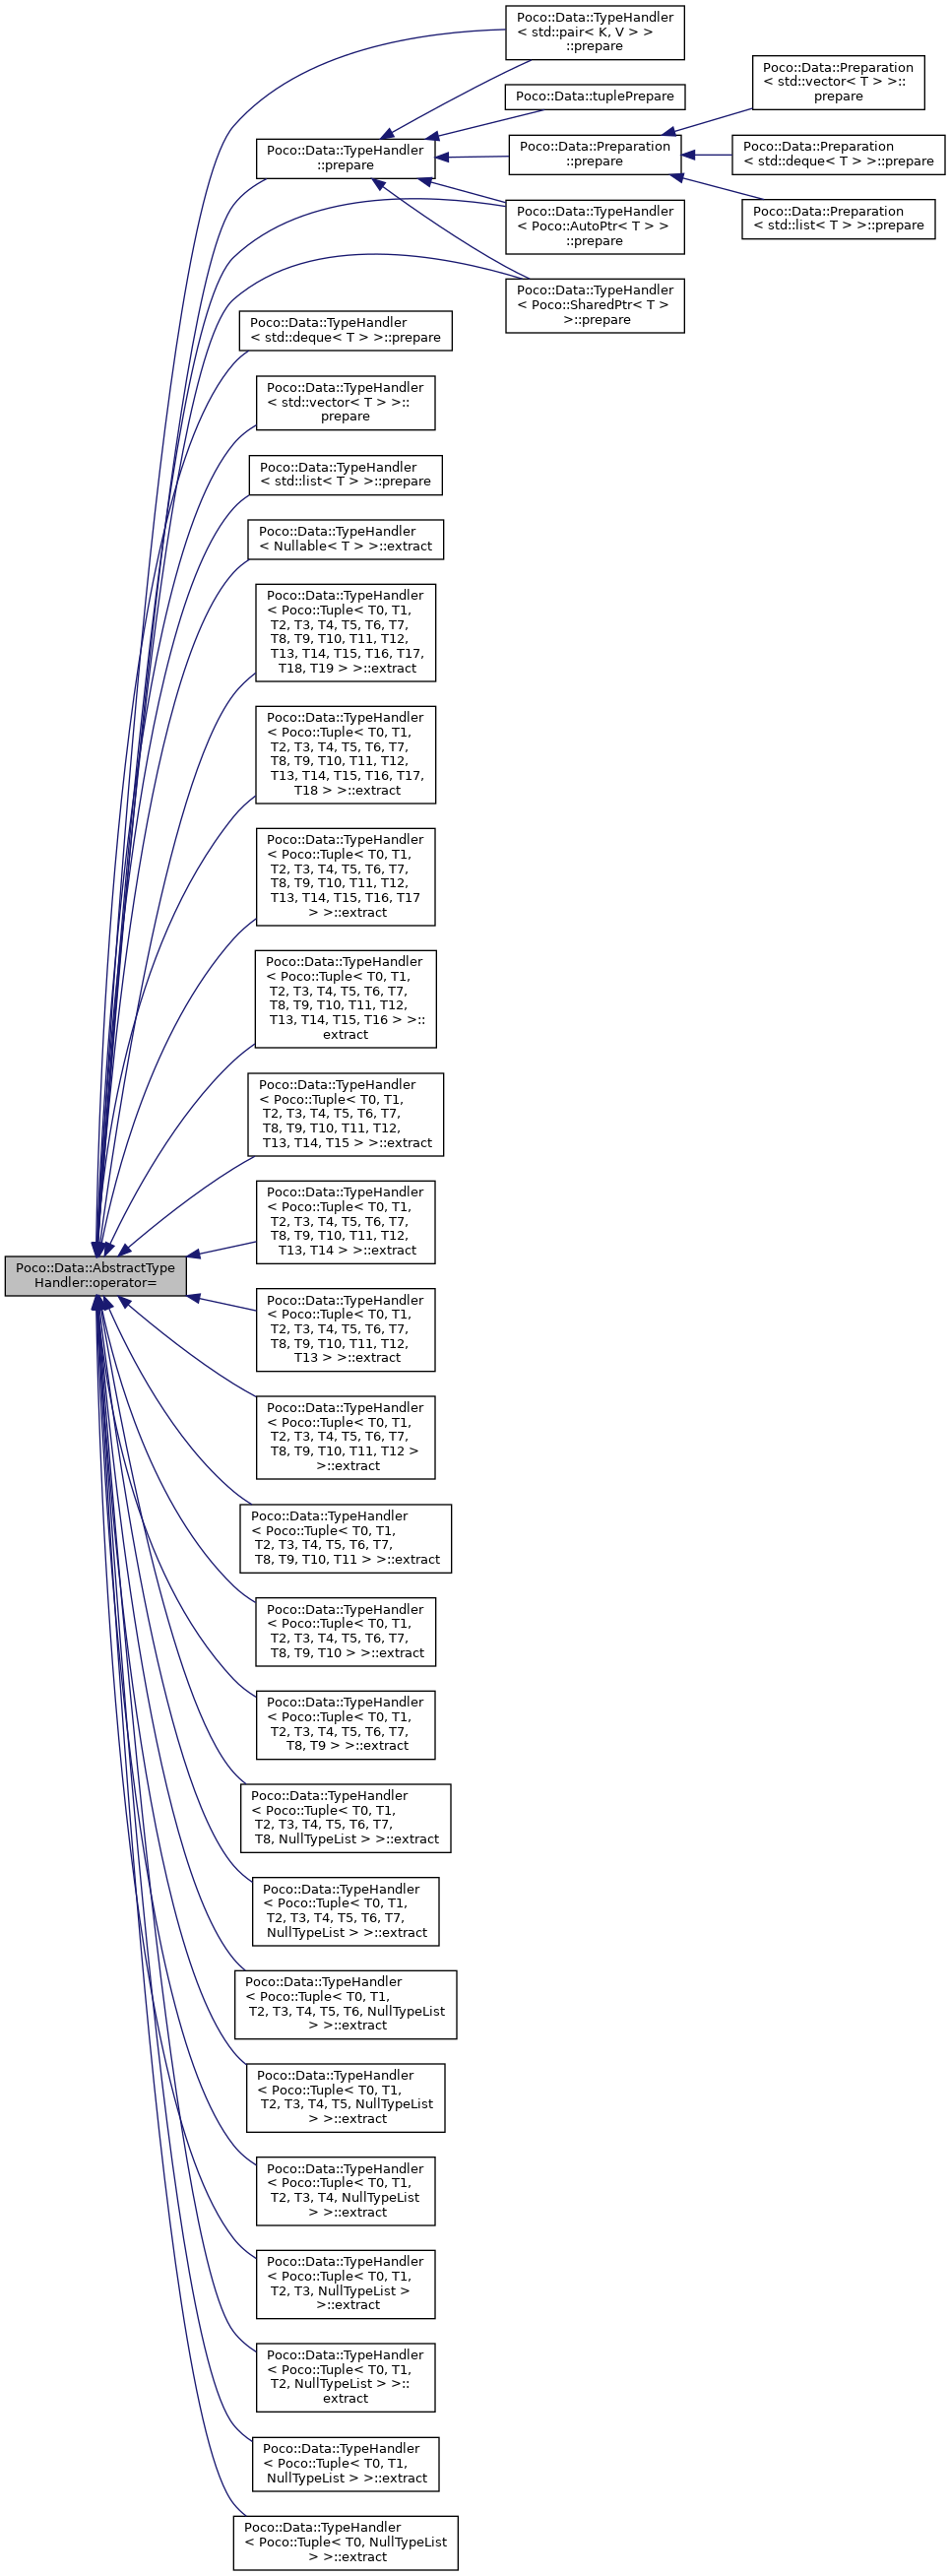 Poco::Data::TypeHandler
< std::pair< K, V > >
::prepare
Poco::Data::tuplePrepare
Poco::Data::Preparation
< std::vector< T > >::
prepare
Poco::Data::TypeHandler
::prepare
Poco::Data::Preparation
::prepare
Poco::Data::Preparation
< std::deque< T > >::prepare
Poco::Data::TypeHandler
< Poco::AutoPtr< T > >
::prepare
Poco::Data::Preparation
< std::list< T > >::prepare
Poco::Data::TypeHandler
< Poco::SharedPtr< T >
>::prepare
Poco::Data::TypeHandler
< std::deque< T > >::prepare
Poco::Data::TypeHandler
< std::vector< T > >::
prepare
Poco::Data::TypeHandler
< std::list< T > >::prepare
Poco::Data::TypeHandler
< Nullable< T > >::extract
Poco::Data::TypeHandler
< Poco::Tuple< T0, T1,
T2, T3, T4, T5, T6, T7,
T8, T9, T10, T11, T12,
T13, T14, T15, T16, T17,
T18, T19 > >::extract
Poco::Data::TypeHandler
< Poco::Tuple< T0, T1,
T2, T3, T4, T5, T6, T7,
T8, T9, T10, T11, T12,
T13, T14, T15, T16, T17,
T18 > >::extract
Poco::Data::TypeHandler
< Poco::Tuple< T0, T1,
T2, T3, T4, T5, T6, T7,
T8, T9, T10, T11, T12,
T13, T14, T15, T16, T17
> >::extract
Poco::Data::TypeHandler
< Poco::Tuple< T0, T1,
T2, T3, T4, T5, T6, T7,
T8, T9, T10, T11, T12,
T13, T14, T15, T16 > >::
extract
Poco::Data::TypeHandler
< Poco::Tuple< T0, T1,
T2, T3, T4, T5, T6, T7,
T8, T9, T10, T11, T12,
T13, T14, T15 > >::extract
Poco::Data::TypeHandler
< Poco::Tuple< T0, T1,
T2, T3, T4, T5, T6, T7,
T8, T9, T10, T11, T12,
T13, T14 > >::extract
Poco::Data::AbstractType
Handler::operator=
Poco::Data::TypeHandler
< Poco::Tuple< T0, T1,
T2, T3, T4, T5, T6, T7,
T8, T9, T10, T11, T12,
T13 > >::extract
Poco::Data::TypeHandler
< Poco::Tuple< T0, T1,
T2, T3, T4, T5, T6, T7,
T8, T9, T10, T11, T12 >
>::extract
Poco::Data::TypeHandler
< Poco::Tuple< T0, T1,
T2, T3, T4, T5, T6, T7,
T8, T9, T10, T11 > >::extract
Poco::Data::TypeHandler
< Poco::Tuple< T0, T1,
T2, T3, T4, T5, T6, T7,
T8, T9, T10 > >::extract
Poco::Data::TypeHandler
< Poco::Tuple< T0, T1,
T2, T3, T4, T5, T6, T7,
T8, T9 > >::extract
Poco::Data::TypeHandler
< Poco::Tuple< T0, T1,
T2, T3, T4, T5, T6, T7,
T8, NullTypeList > >::extract
Poco::Data::TypeHandler
< Poco::Tuple< T0, T1,
T2, T3, T4, T5, T6, T7,
NullTypeList > >::extract
Poco::Data::TypeHandler
< Poco::Tuple< T0, T1,
T2, T3, T4, T5, T6, NullTypeList
> >::extract
Poco::Data::TypeHandler
< Poco::Tuple< T0, T1,
T2, T3, T4, T5, NullTypeList
> >::extract
Poco::Data::TypeHandler
< Poco::Tuple< T0, T1,
T2, T3, T4, NullTypeList
> >::extract
Poco::Data::TypeHandler
< Poco::Tuple< T0, T1,
T2, T3, NullTypeList >
>::extract
Poco::Data::TypeHandler
< Poco::Tuple< T0, T1,
T2, NullTypeList > >::
extract
Poco::Data::TypeHandler
< Poco::Tuple< T0, T1,
NullTypeList > >::extract
Poco::Data::TypeHandler
< Poco::Tuple< T0, NullTypeList
> >::extract